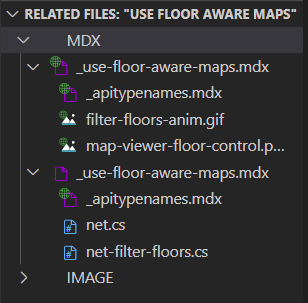 RELATED FILES: "USE FLOOR AWARE MAPS"
MDX
_use-floor-aware-maps.mdx
_apitypenames.mdx
filter-floors-anim.gif
map-viewer-floor-control.p...
_use-floor-aware-maps.mdx
_apitypenames.mdx
net.cs
net-filter-floors.cs
IMAGE